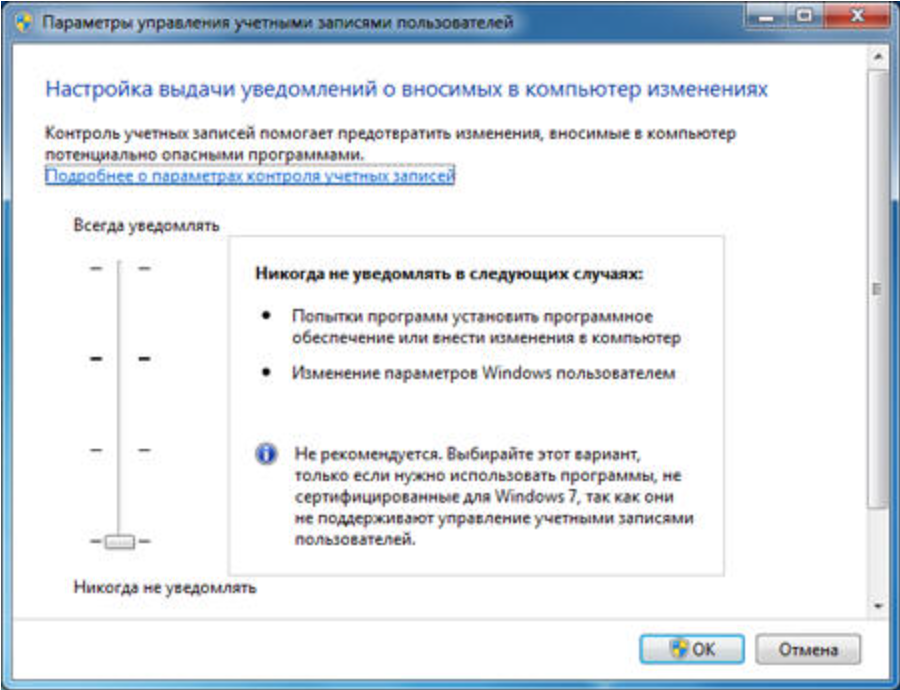 Параметры управления учетными записями пользователей
Настройка выдачи уведомлений о вносимых в компьютер изменениях
Контроль учетных записей помогает предотвратить изменения, вносимые в компьютер
потенциально опасными программами.
Подробнее о параметрах контроля учетных записей
Всегда уведомлять
Никогда не уведомлять в следующих случаях:
• Попытки программ установить программное
обеспечение или внести изменения в компьютер
• Изменение параметров Windows пользователем
Не рекомендуется. Выбирайте этот вариант,
только если нужно использовать программы, не
сертифицированные для Windows 7, так как они
не поддерживают управление учетными записями
пользователей.
Никогда не уведомлять
OK
Отмена